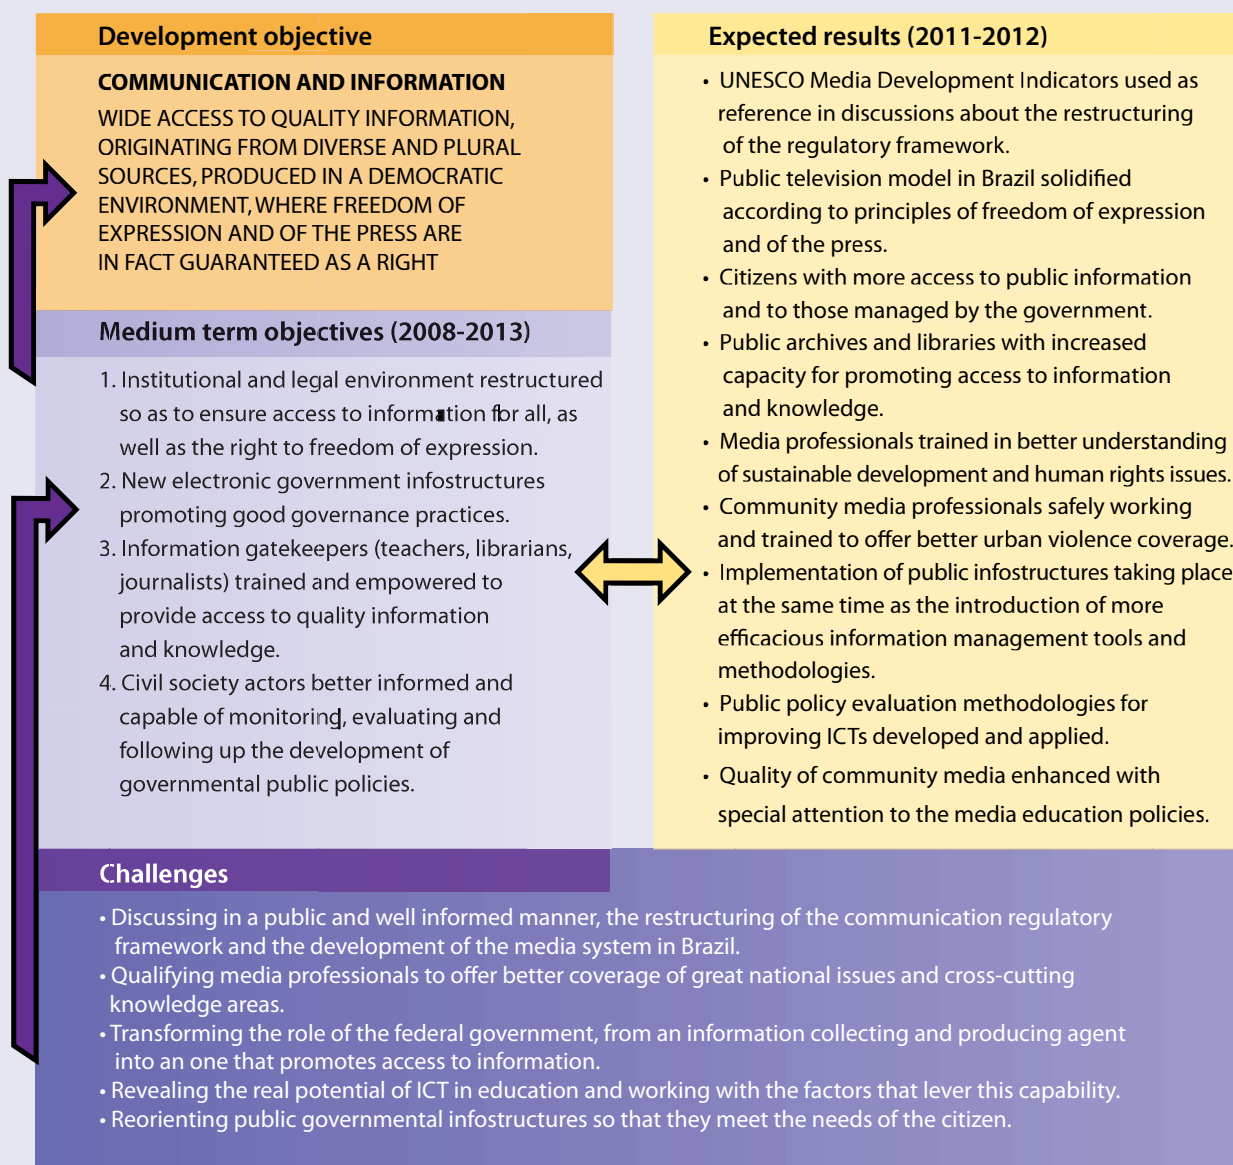 Development objective
COMMUNICATION AND INFORMATION
WIDE ACCESS TO QUALITY INFORMATION,
ORIGINATING FROM DIVERSE AND PLURAL
SOURCES, PRODUCED IN A DEMOCRATIC
ENVIRONMENT, WHERE FREEDOM OF
EXPRESSION AND OF THE PRESS ARE
IN FACT GUARANTEED AS A RIGHT
Medium term objectives (2008-2013)
1. Institutional and legal environment restructured
so as to ensure access to information for all, as
well as the right to freedom of expression.
2. New electronic government infostructures
promoting good governance practices.
3. Information gatekeepers (teachers, librarians,
journalists) trained and empowered to
provide access to quality information
and knowledge.
4. Civil society actors better informed and
capable of monitoring, evaluating and
following up the development of
governmental public policies.
Expected results (2011-2012)
• UNESCO Media Development Indicators used as
reference in discussions about the restructuring
of the regulatory framework.
• Public television model in Brazil solidified
according to principles of freedom of expression
and of the press.
• Citizens with more access to public information
and to those managed by the government.
• Public archives and libraries with increased
capacity for promoting access to information
and knowledge.
• Media professionals trained in better understanding
of sustainable development and human rights issues.
• Community media professionals safely working
and trained to offer better urban violence coverage.
• Implementation of public infostructures taking place
at the same time as the introduction of more
efficacious information management tools and
methodologies.
• Public policy evaluation methodologies for
improving ICTs developed and applied.
• Quality of community media enhanced with
special attention to the media education policies.
Challenges
• Discussing in a public and well informed manner, the restructuring of the communication regulatory
framework and the development of the media system in Brazil.
• Qualifying media professionals to offer better coverage of great national issues and cross-cutting
knowledge areas.
• Transforming the role of the federal government, from an information collecting and producing agent
into an one that promotes access to information.
• Revealing the real potential of ICT in education and working with the factors that lever this capability.
• Reorienting public governmental infostructures so that they meet the needs of the citizen.